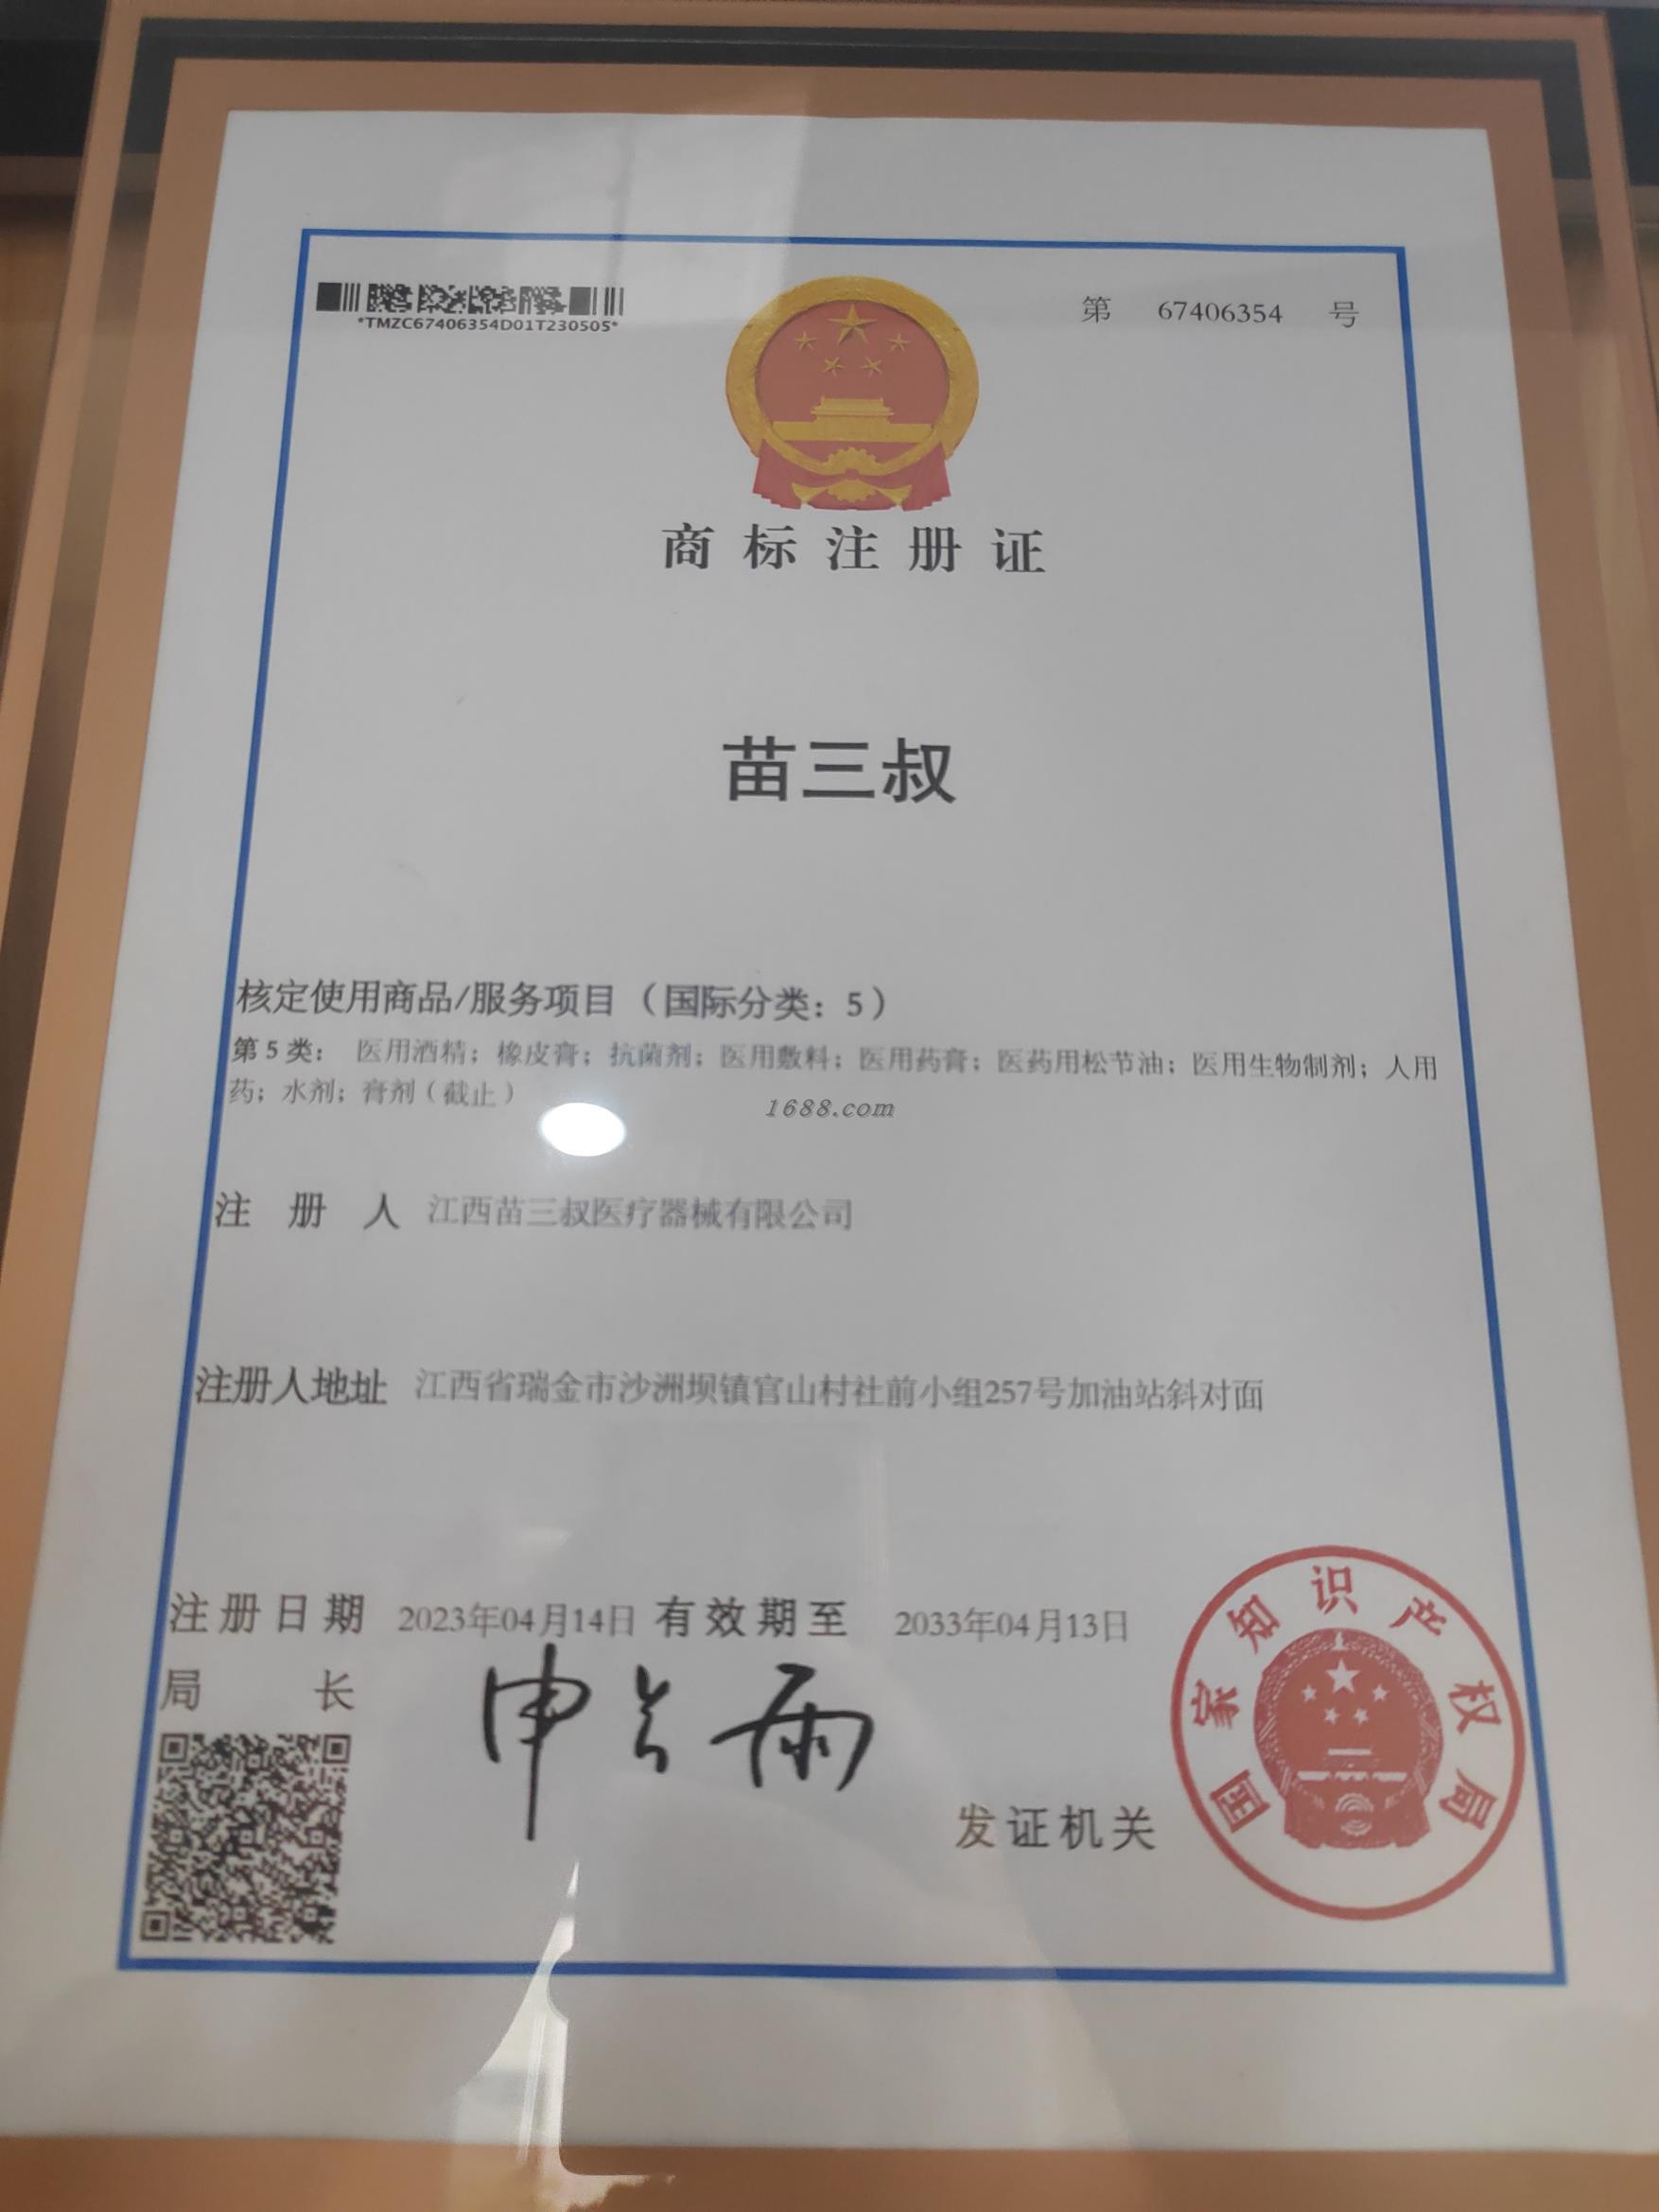 *TMZC67406354D01T230505*
第 67406354 号
商标注册证
苗三叔
核定使用商品/服务项目（国际分类：5）
第5类： 医用酒精；橡皮膏；抗菌剂；医用敷料；医用药膏；医药用松节油；医用生物制剂；人用
药；水剂；膏剂（截止）
1688.com
注册人 江西苗三叔医疗器械有限公司
注册人地址 江西省瑞金市沙洲坝镇官山村社前小组257号加油站斜对面
注册日期 2023年04月14日 有效期至 2033年04月13日
局长 申长雨
发证机关
国家知识产权局